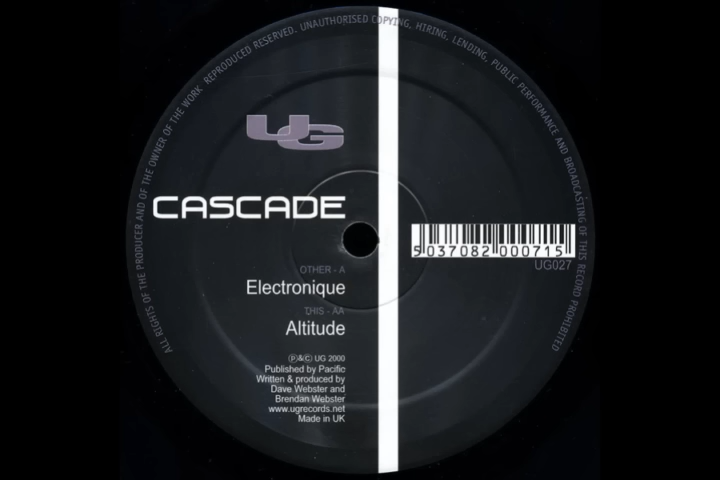 ALL RIGHTS OF THE PRODUCER AND OF THE OWNER OF THE WORK REPRODUCED RESERVED. UNAUTHORISED COPYING, HIRING, LENDING, PUBLIC PERFORMANCE AND BROADCASTING OF THIS RECORD PROHIBITED
UG
CASCADE
5 037082 000715
UG027
OTHER - A
Electronique
THIS - AA
Altitude
Ⓟ&© UG 2000
Published by Pacific
Written & produced by
Dave Webster and
Brendan Webster
www.ugrecords.net
Made in UK